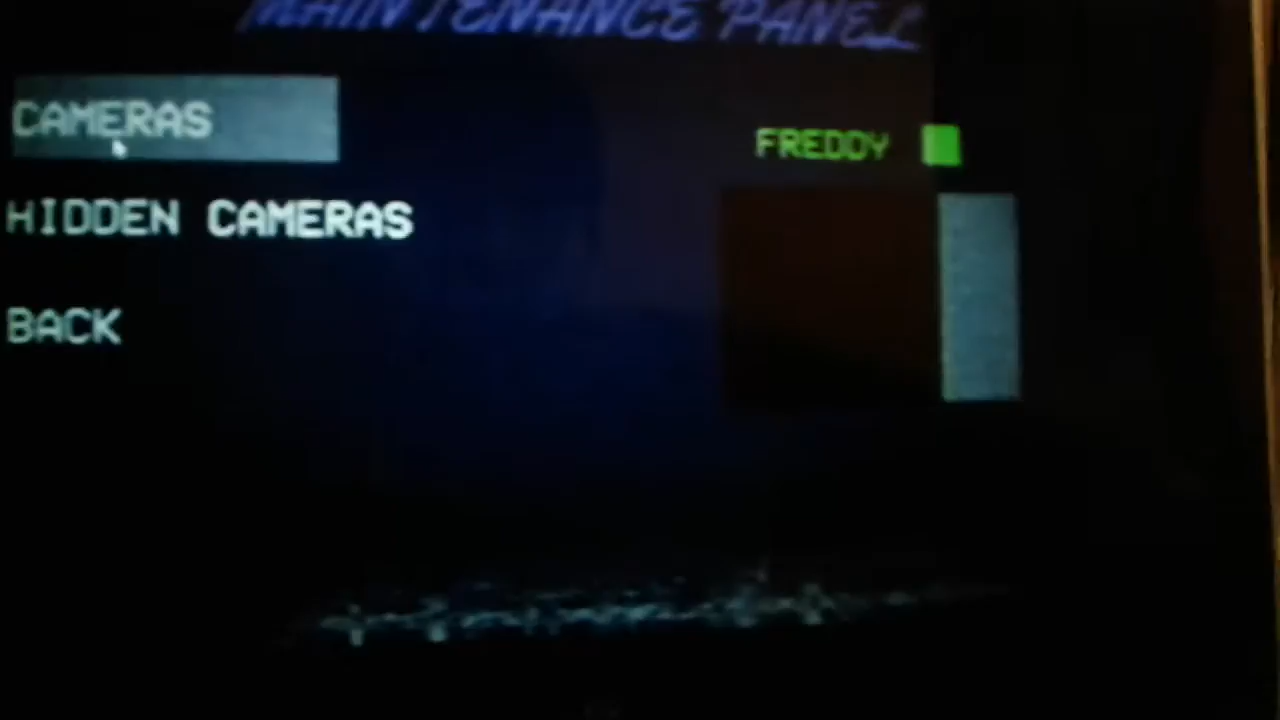 MAINTENANCE PANEL
CAMERAS
FREDDY
HIDDEN CAMERAS
BACK